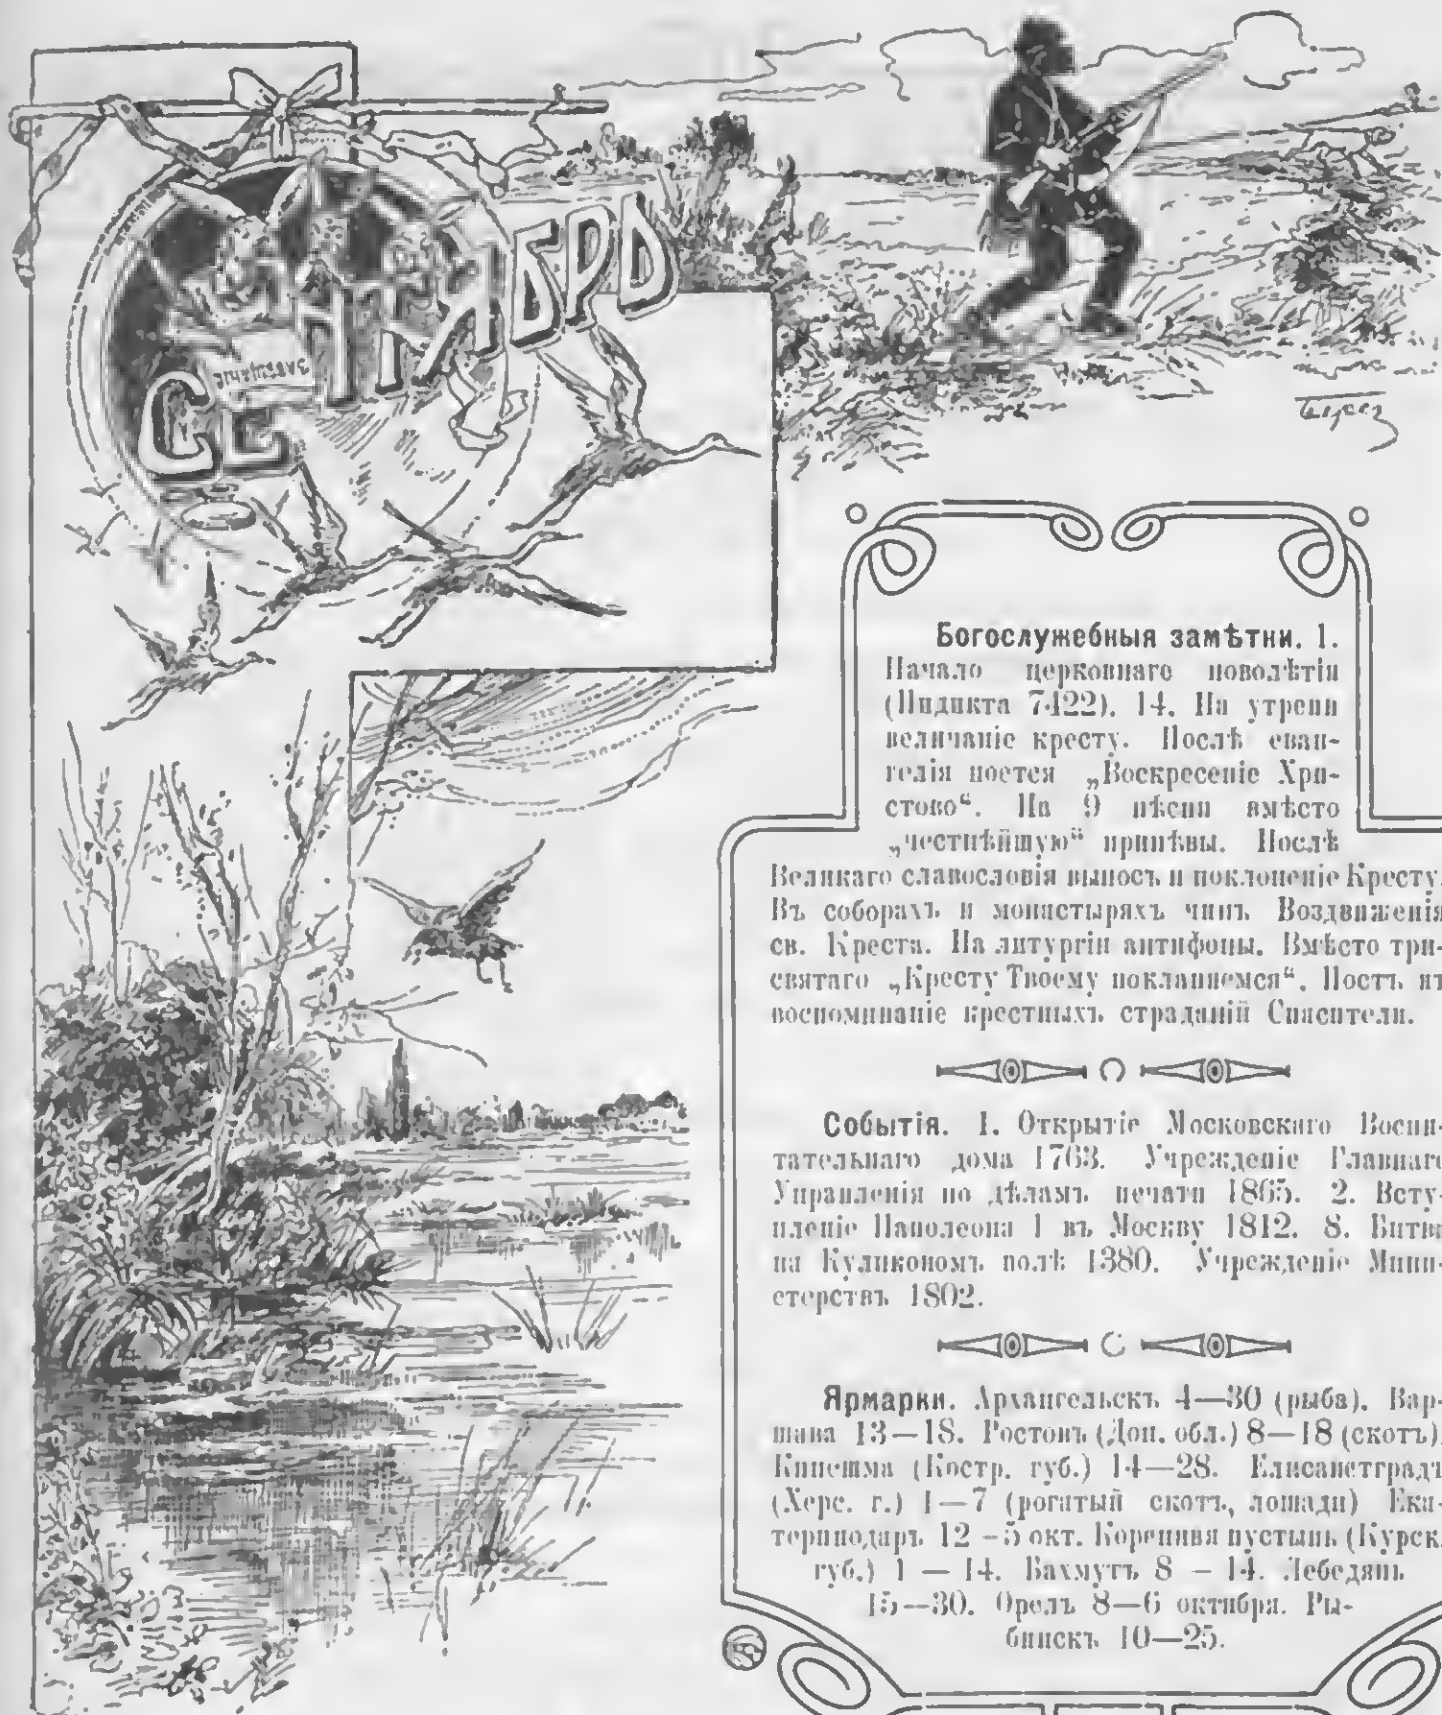 СЕНТЯБРЬ
ЗАВѢЩАНІЕ
Богослужебныя замѣтки. 1.
Начало церковнаго новолѣтія
(Индикта 7422). 14. На утрени
величаніе кресту. Послѣ еван-
гелія поется „Воскресеніе Хри-
стово“. На 9 пѣсни вмѣсто
„честнѣйшую“ припѣвы. Послѣ
Великаго славословія выносъ и поклоненіе Кресту.
Въ соборахъ и монастыряхъ чинъ Воздвиженія
св. Креста. На литургіи антифоны. Вмѣсто три-
святаго „Кресту Твоему покланяемся“. Постъ въ
воспоминаніе крестныхъ страданій Спасителя.
Событія. 1. Открытіе Московскаго Воспи-
тательнаго дома 1763. Учрежденіе Главнаго
Управленія по дѣламъ печати 1865. 2. Всту-
пленіе Наполеона I въ Москву 1812. 8. Битва
на Куликовомъ полѣ 1380. Учрежденіе Мини-
стерствъ 1802.
Ярмарки. Архангельскъ 4—30 (рыба). Вар-
шава 13—18. Ростовъ (Дон. обл.) 8—18 (скотъ).
Кинешма (Костр. губ.) 14—28. Елисаветградъ
(Херс. г.) 1—7 (рогатый скотъ, лошади) Ека-
теринодаръ 12 – 5 окт. Коренная пустынь (Курск.
губ.) 1 — 14. Бахмутъ 8 – 14. Лебедянь
15—30. Орелъ 8—6 октября. Ры-
бинскъ 10—25.